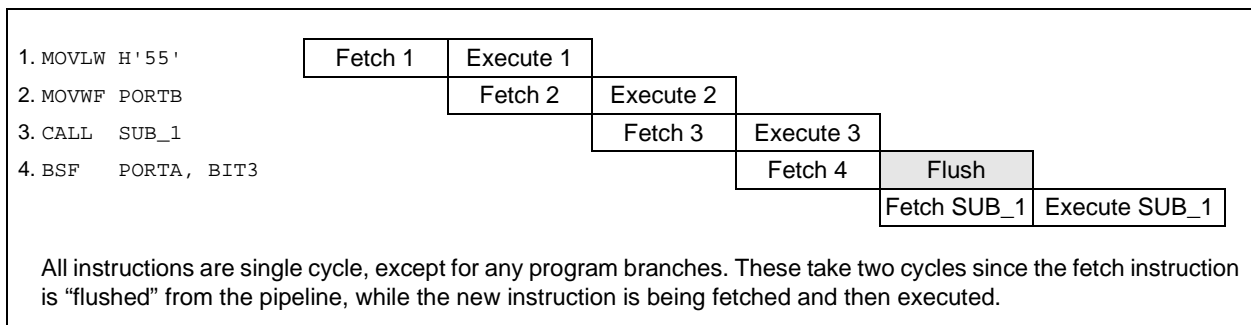 1. MOVLW H'55' Fetch 1 Execute 1
2. MOVWF PORTB Fetch 2 Execute 2
3. CALL SUB_1 Fetch 3 Execute 3
4. BSF PORTA, BIT3 Fetch 4 Flush
Fetch SUB_1 Execute SUB_1
All instructions are single cycle, except for any program branches. These take two cycles since the fetch instruction
is “flushed” from the pipeline, while the new instruction is being fetched and then executed.